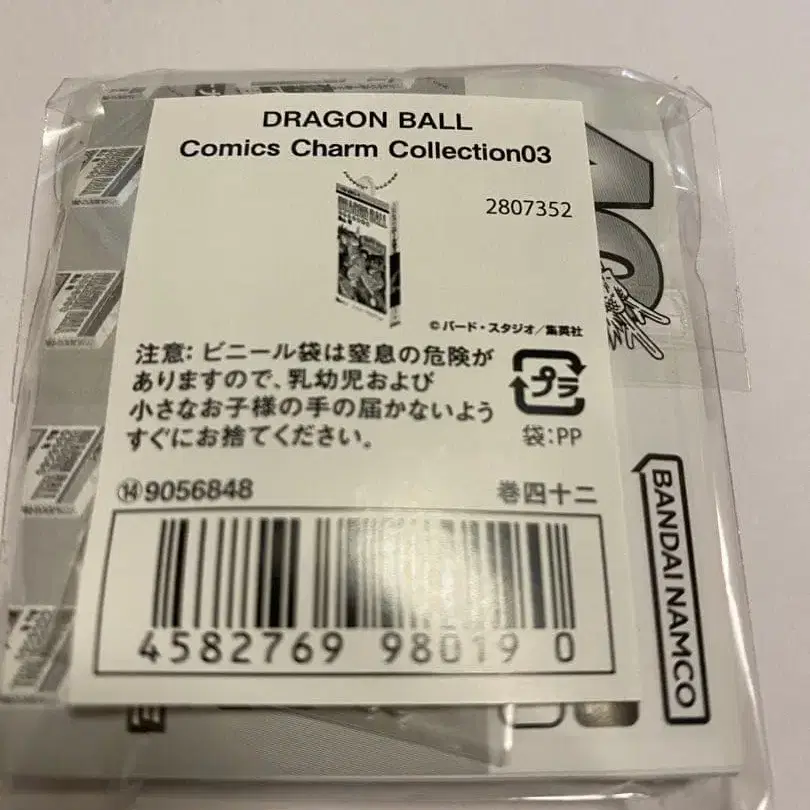 DRAGON BALL
Comics Charm Collection03
2807352
DRAGON BALL
©バード・スタジオ/集英社
注意: ビニール袋は窒息の危険が
ありますので、乳幼児および
小さなお子様の手の届かないよう
すぐにお捨てください。
プラ
袋:PP
⑭9056848
巻四十二
4582769 98019 0
BANDAI NAMCO